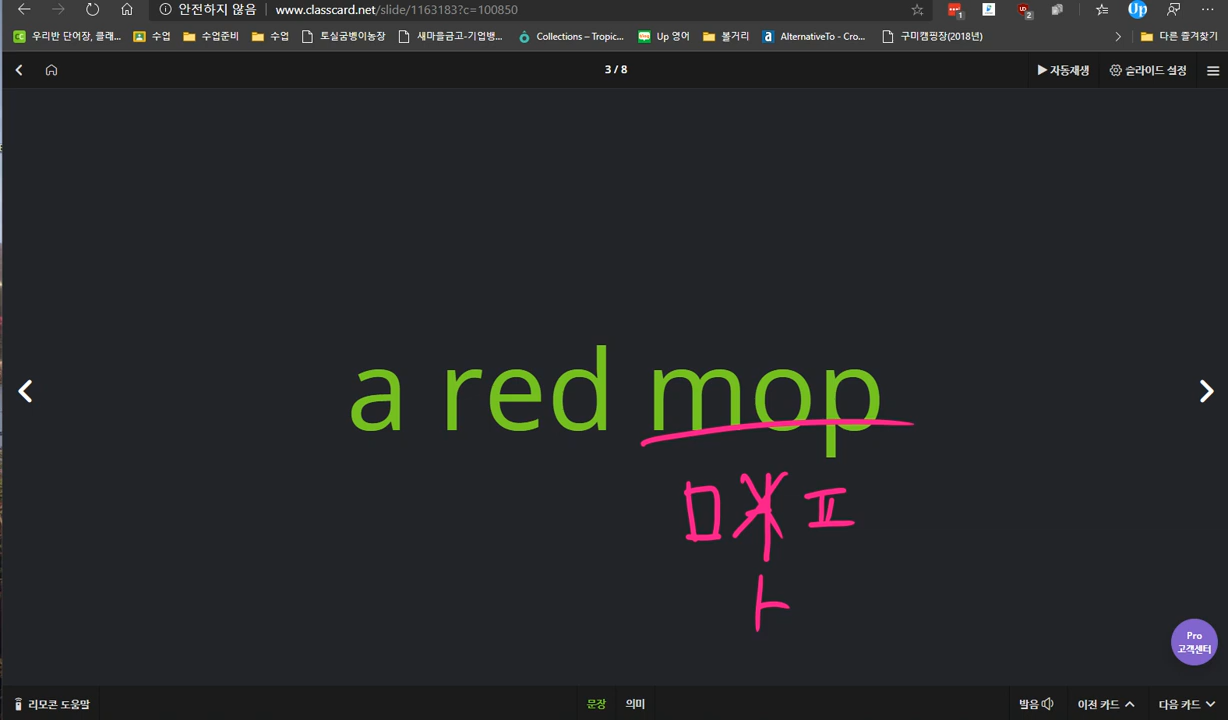 안전하지 않음 www.classcard.net/slide/1163183?c=100850
우리반 단어장, 클래... 수업 수업준비 수업 토실굼벵이농장 새마을금고-기업뱅... Collections – Tropic... Up 영어 볼거리 AlternativeTo - Cro... 구미캠핑장(2018년) 다른 즐겨찾기
3 / 8 자동재생 슬라이드 설정
a red mop
ㅁ ㅍ
ㅏ
Pro
고객센터
리모콘 도움말 문장 의미 발음 이전 카드 다음 카드